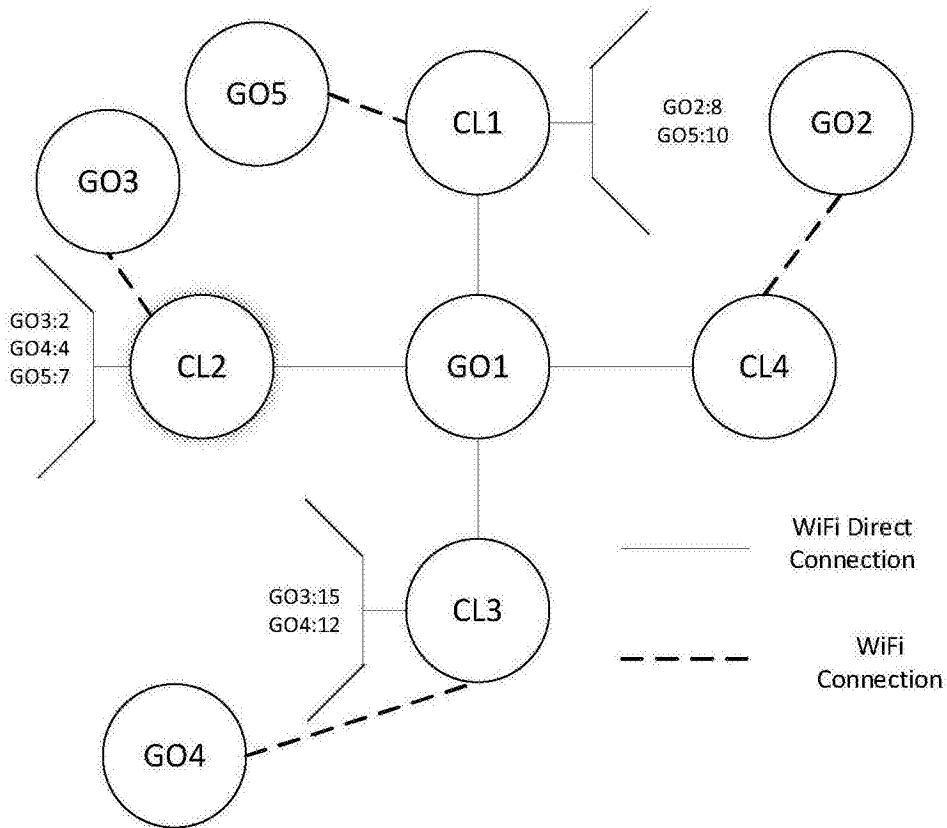 GO5
CL1
GO2:8
GO5:10
GO2
GO3
GO3:2
GO4:4
GO5:7
CL2
GO1
CL4
WiFi Direct
Connection
GO3:15
GO4:12
CL3
WiFi
Connection
GO4